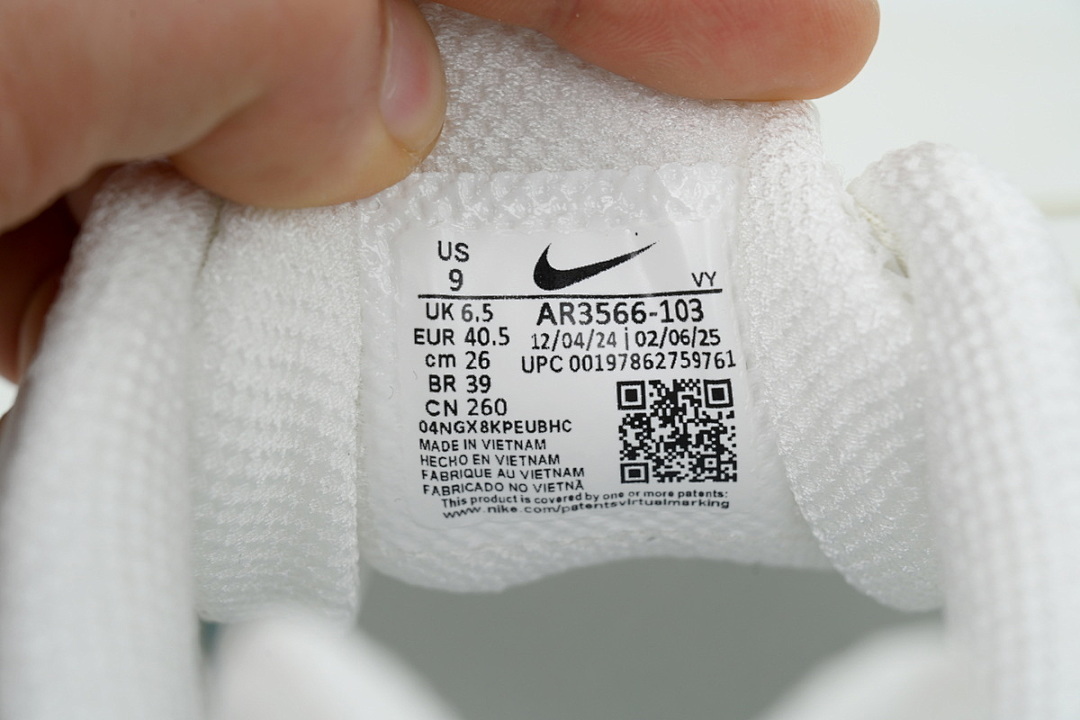 US
9
VY
UK 6.5
EUR 40.5
cm 26
BR 39
CN 260
AR3566-103
12/04/24 | 02/06/25
UPC 00197862759761
04NGX8KPEUBHC
MADE IN VIETNAM
HECHO EN VIETNAM
FABRIQUE AU VIETNAM
FABRICADO NO VIETNÃ
This product is covered by one or more patents:
www.nike.com/patentsvirtualmarking